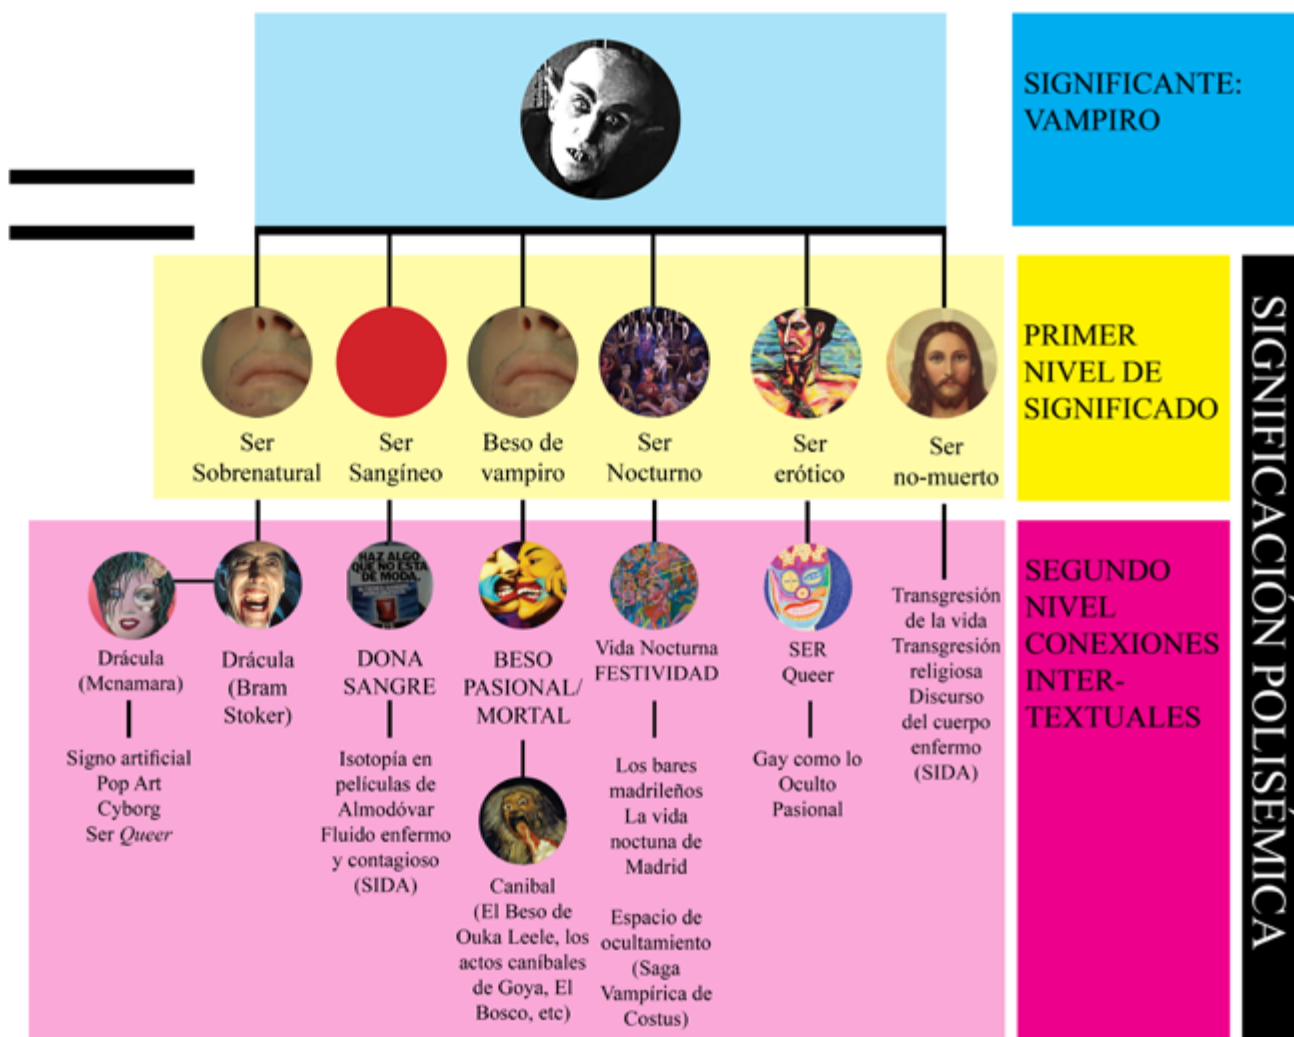 SIGNIFICANTE:
VAMPIRO
SIGNIFICACIÓN POLISÉMICA
PRIMER
NIVEL DE
SIGNIFICADO
Ser
Sobrenatural
Ser
Sangíneo
Beso de
vampiro
NOCHE
MADRID
Ser
Nocturno
Ser
erótico
Ser
no-muerto
SEGUNDO
NIVEL
CONEXIONES
INTER-
TEXTUALES
Drácula
(Mcnamara)
Signo artificial
Pop Art
Cyborg
Ser Queer
Drácula
(Bram
Stoker)
HAZ ALGO
QUE NO ESTA
DE MODA.
DONA
SANGRE
Isotopía en
películas de
Almodóvar
Fluido enfermo
y contagioso
(SIDA)
BESO
PASIONAL/
MORTAL
Canibal
(El Beso de
Ouka Leele, los
actos caníbales
de Goya, El
Bosco, etc)
Vida Nocturna
FESTIVIDAD
Los bares
madrileños
La vida
noctuna de
Madrid
Espacio de
ocultamiento
(Saga
Vampírica de
Costus)
SER
Queer
Gay como lo
Oculto
Pasional
Transgresión
de la vida
Transgresión
religiosa
Discurso
del cuerpo
enfermo
(SIDA)